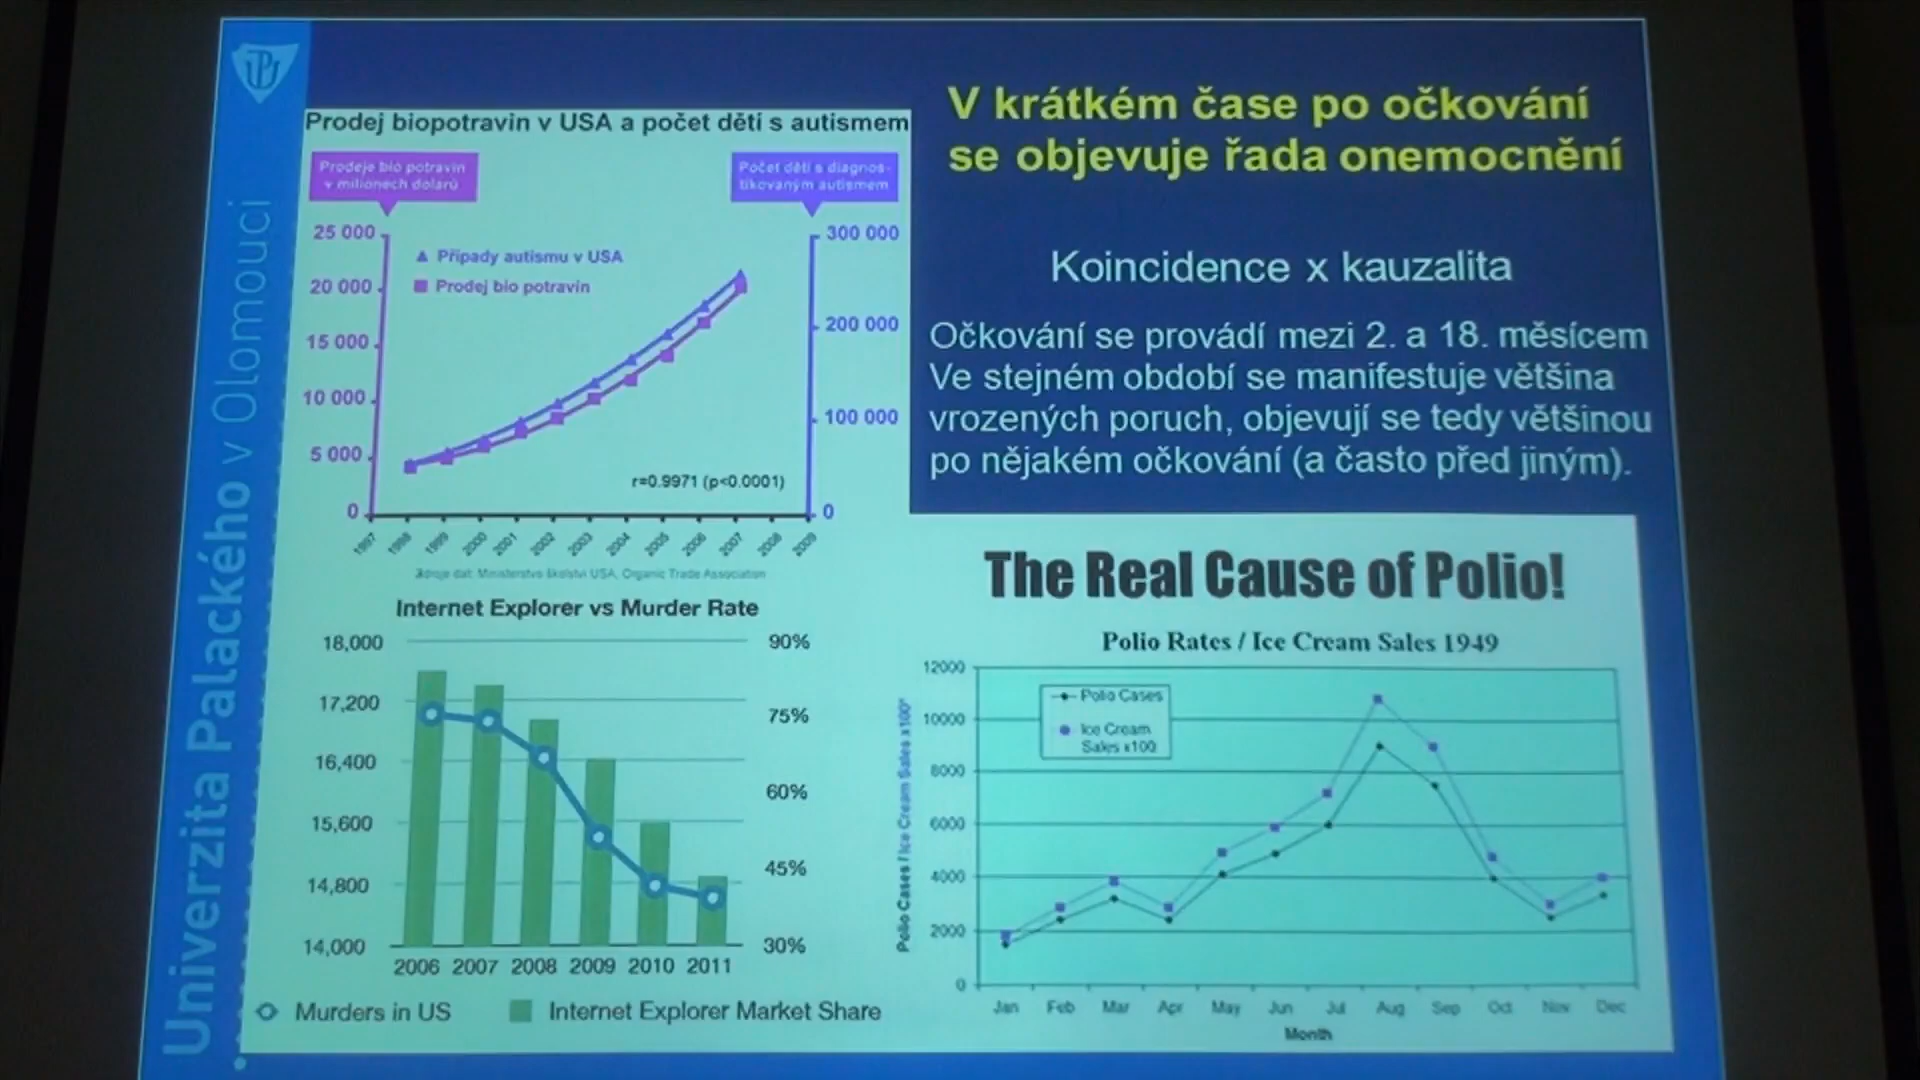 Univerzita Palackého v Olomouci
V krátkém čase po očkování
se objevuje řada onemocnění
Koincidence x kauzalita
Očkování se provádí mezi 2. a 18. měsícem
Ve stejném období se manifestuje většina
vrozených poruch, objevují se tedy většinou
po nějakém očkování (a často před jiným).
Prodej biopotravin v USA a počet dětí s autismem
Prodeje bio potravin
v milionech dolarů
Počet dětí s diagnos-
tikovaným autismem
25 000
20 000
15 000
10 000
5 000
0
300 000
200 000
100 000
0
Případy autismu v USA
Prodej bio potravin
r=0.9971 (p<0.0001)
1997 1998 1999 2000 2001 2002 2003 2004 2005 2006 2007 2008 2009
Zdroje dat: Ministerstvo školství USA, Organic Trade Association
Internet Explorer vs Murder Rate
18,000
17,200
16,400
15,600
14,800
14,000
90%
75%
60%
45%
30%
2006 2007 2008 2009 2010 2011
Murders in US
Internet Explorer Market Share
The Real Cause of Polio!
Polio Rates / Ice Cream Sales 1949
Polio Cases / Ice Cream Sales x100"
12000
10000
8000
6000
4000
2000
0
Polio Cases
Ice Cream
Sales x100
Jan Feb Mar Apr May Jun Jul Aug Sep Oct Nov Dec
Month